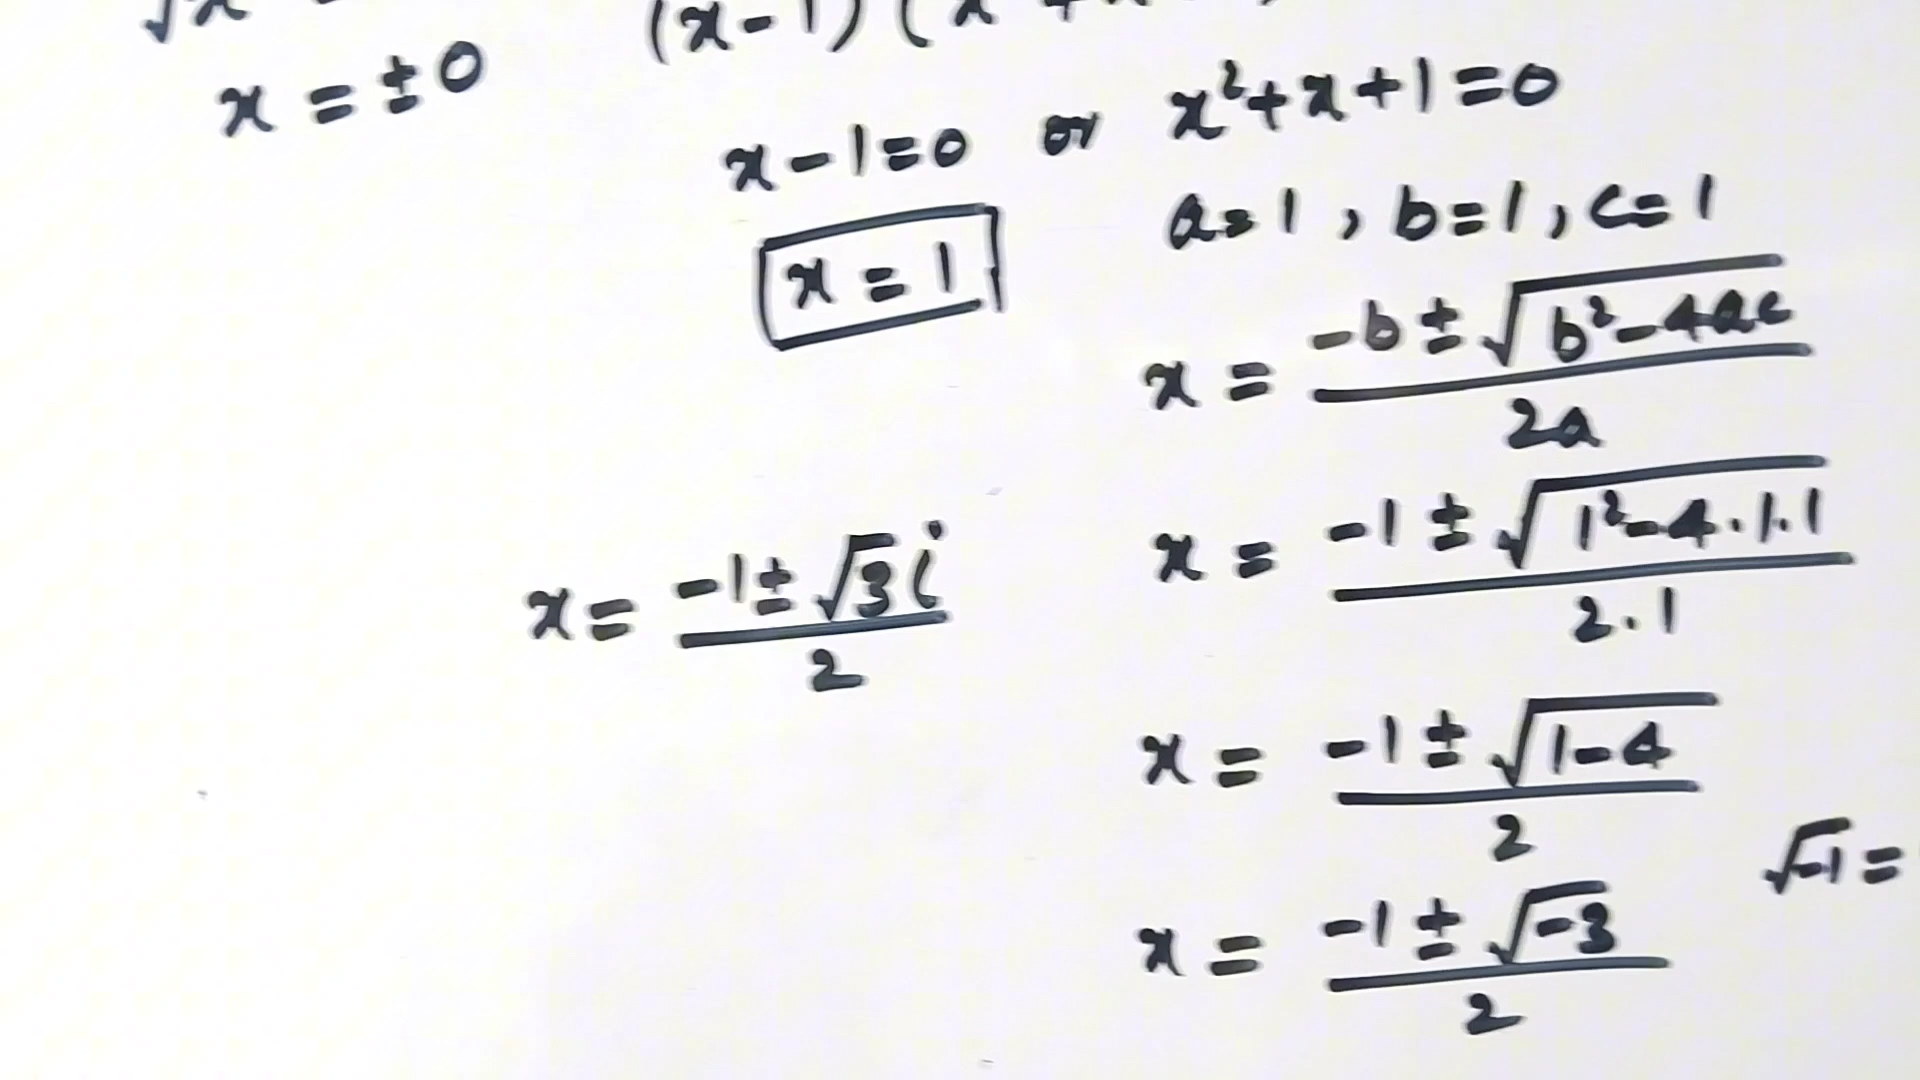 x = ±0
(x-1)(x
x-1=0 or x²+x+1=0
x = 1
a=1, b=1, c=1
x = (-b ± √(b²-4ac))/2a
x = (-1 ± √(1²-4·1·1))/2·1
x = (-1 ± √3 i)/2
x = (-1 ± √(1-4))/2
√-1 =
x = (-1 ± √-3)/2